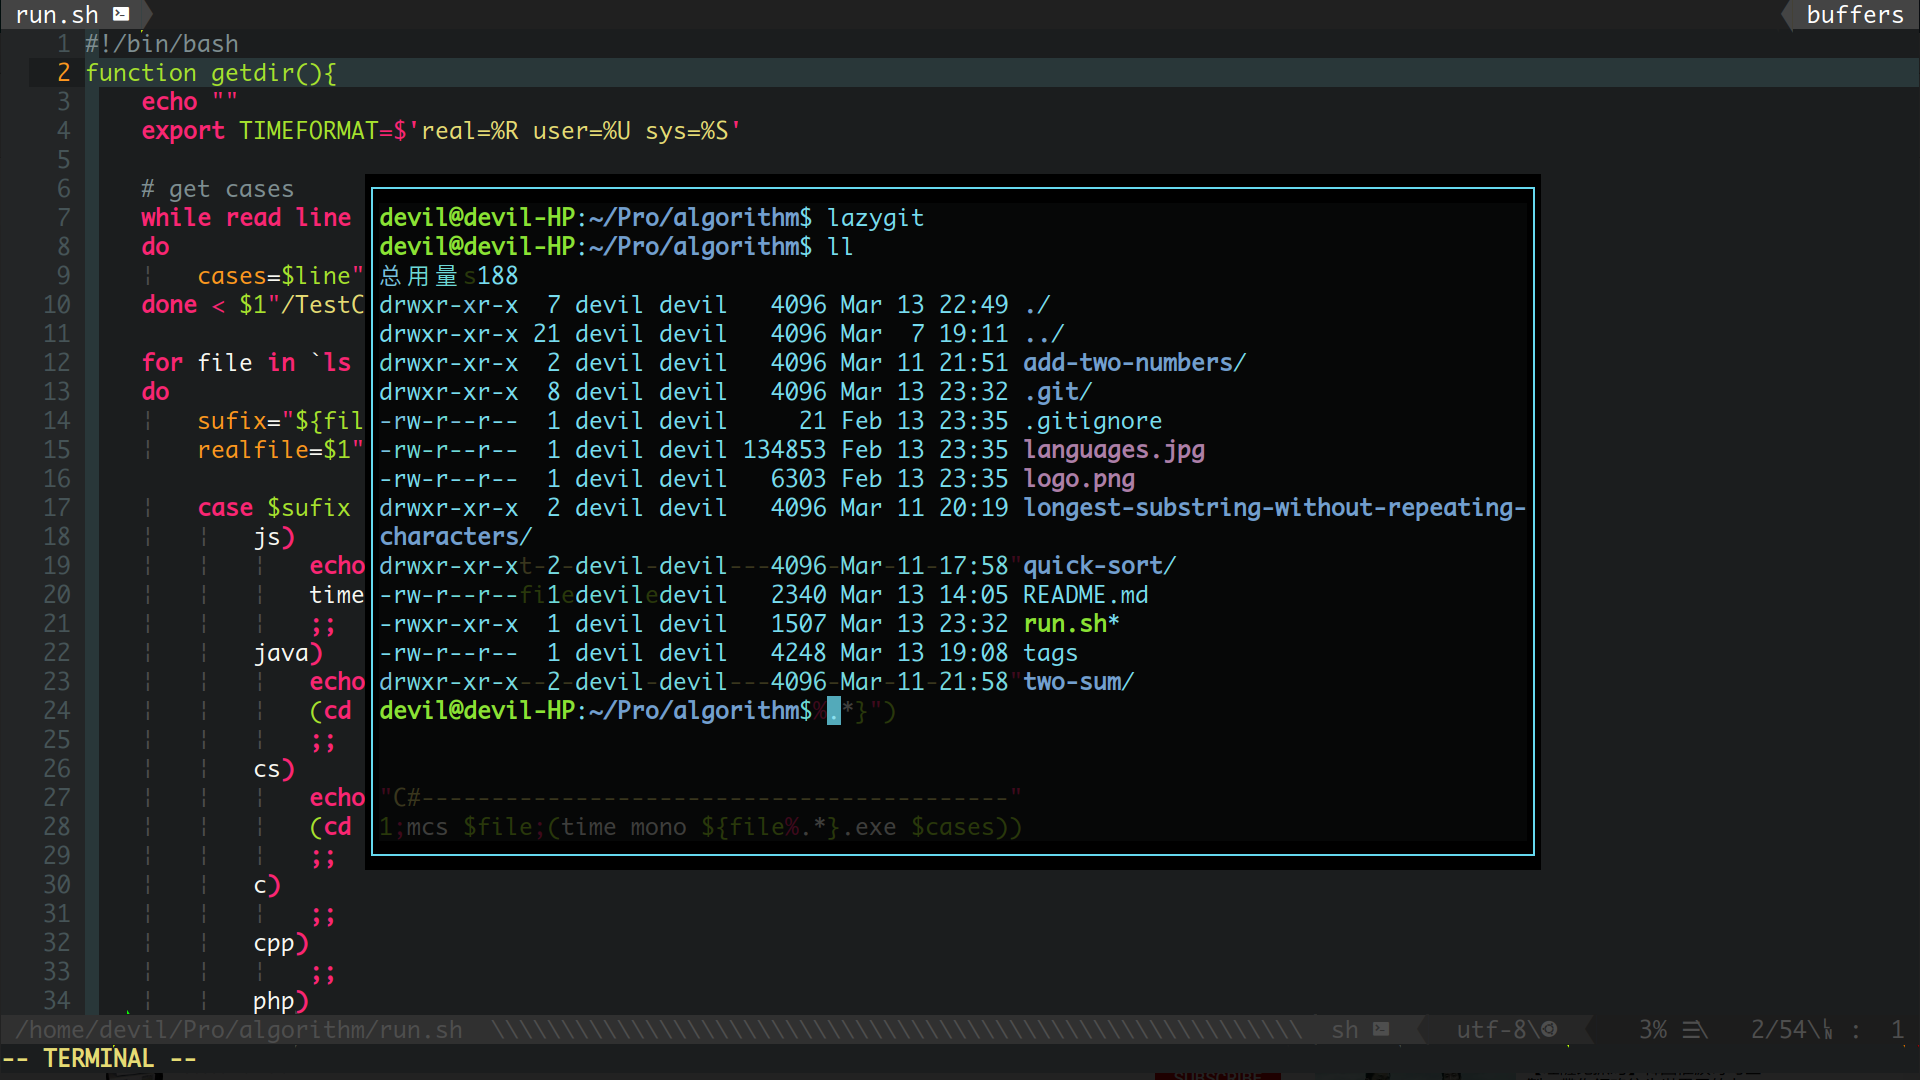 run.sh
buffers
1 #!/bin/bash
2 function getdir(){
3 echo ""
4 export TIMEFORMAT=$'real=%R user=%U sys=%S'
5
6 # get cases
7 while read line
8 do
9 cases=$line"
10 done < $1"/TestC
11
12 for file in `ls
13 do
14 sufix="${fil
15 realfile=$1"
16
17 case $sufix
18 js)
19 echo
20 time
21 ;;
22 java)
23 echo
24 (cd
25 ;;
26 cs)
27 echo
28 (cd
29 ;;
30 c)
31 ;;
32 cpp)
33 ;;
34 php)
devil@devil-HP:~/Pro/algorithm$ lazygit
devil@devil-HP:~/Pro/algorithm$ ll
总用量 188
drwxr-xr-x 7 devil devil 4096 Mar 13 22:49 ./
drwxr-xr-x 21 devil devil 4096 Mar 7 19:11 ../
drwxr-xr-x 2 devil devil 4096 Mar 11 21:51 add-two-numbers/
drwxr-xr-x 8 devil devil 4096 Mar 13 23:32 .git/
-rw-r--r-- 1 devil devil 21 Feb 13 23:35 .gitignore
-rw-r--r-- 1 devil devil 134853 Feb 13 23:35 languages.jpg
-rw-r--r-- 1 devil devil 6303 Feb 13 23:35 logo.png
drwxr-xr-x 2 devil devil 4096 Mar 11 20:19 longest-substring-without-repeating-
characters/
drwxr-xr-x 2 devil devil 4096 Mar 11 17:58 quick-sort/
-rw-r--r-- 1 devil devil 2340 Mar 13 14:05 README.md
-rwxr-xr-x 1 devil devil 1507 Mar 13 23:32 run.sh*
-rw-r--r-- 1 devil devil 4248 Mar 13 19:08 tags
drwxr-xr-x 2 devil devil 4096 Mar 11 21:58 two-sum/
devil@devil-HP:~/Pro/algorithm$%.*}")
"C#------------------------------------------"
1;mcs $file;(time mono ${file%.*}.exe $cases))
/home/devil/Pro/algorithm/run.sh \\\\\\\\\\\\\\\\\\\\\\\\\\\\\\\\\\\\\\\\\\\\\\\\\\\\\\\\\\ sh utf-8\ 3% ☰\ 2/54\ : 1
-- TERMINAL --